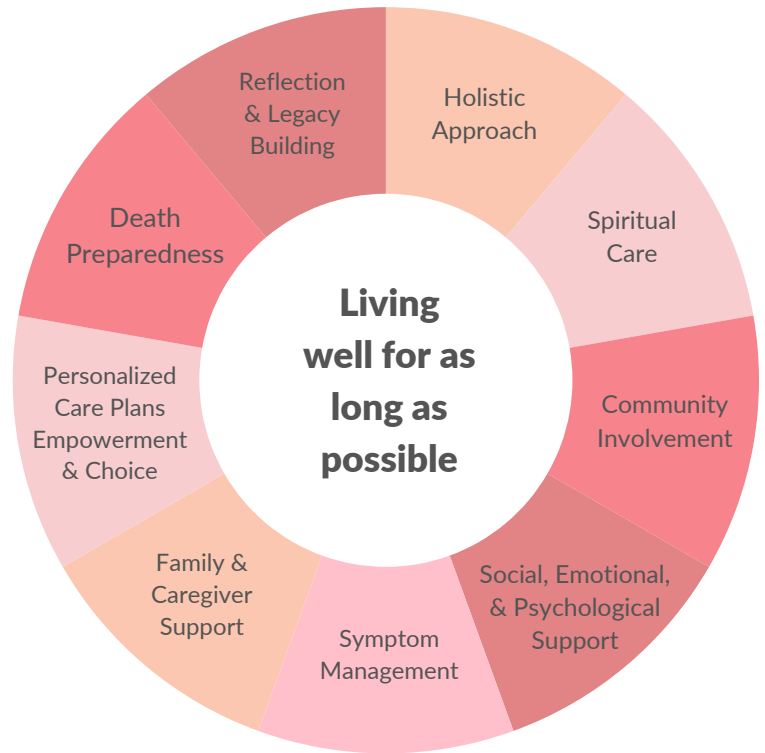 Reflection
& Legacy
Building
Holistic
Approach
Spiritual
Care
Community
Involvement
Social, Emotional,
& Psychological
Support
Symptom
Management
Family &
Caregiver
Support
Personalized
Care Plans
Empowerment
& Choice
Death
Preparedness
Living
well for as
long as
possible